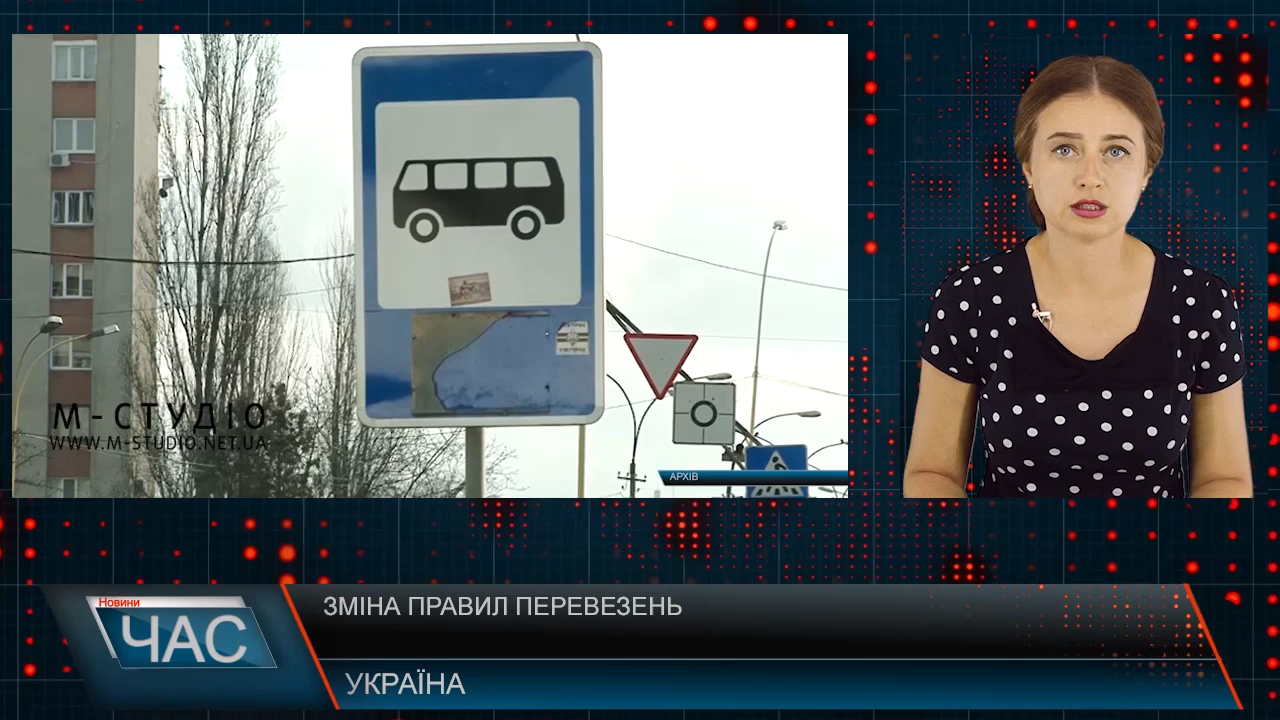 М-СТУДІО
WWW.M-STUDIO.NET.UA
АРХІВ
Новини
ЧАС
ЗМІНА ПРАВИЛ ПЕРЕВЕЗЕНЬ
УКРАЇНА